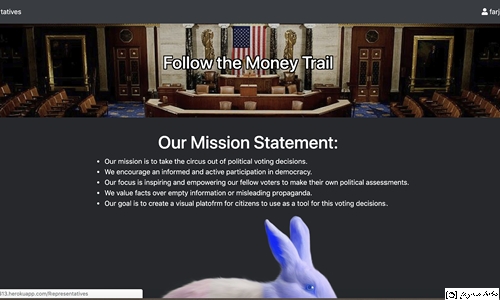 tatives
farj
Follow the Money Trail
Our Mission Statement:
Our mission is to take the circus out of political voting decisions.
We encourage an informed and active participation in democracy.
Our focus is inspiring and empowering our fellow voters to make their own political assessments.
We value facts over empty information or misleading propaganda.
Our goal is to create a visual platofrm for citizens to use as a tool for this voting decisions.
613.herokuapp.com/Representatives